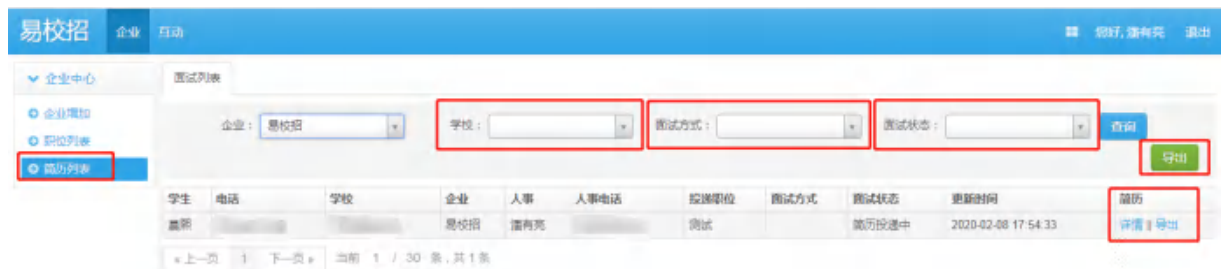 易校招 企业 互动 您好,潘有亮 退出
企业中心 面试列表
企业增加
企业: 易校招 学校: 面试方式: 面试状态: 查询
职位列表
简历列表 导出
学生 电话 学校 企业 人事 人事电话 投递职位 面试方式 面试状态 更新时间 简历
易校招 潘有亮 测试 简历投递中 2020-02-08 17:54:33 详情 || 导出
«上一页 1 下一页» 当前 1 / 30 条,共1条